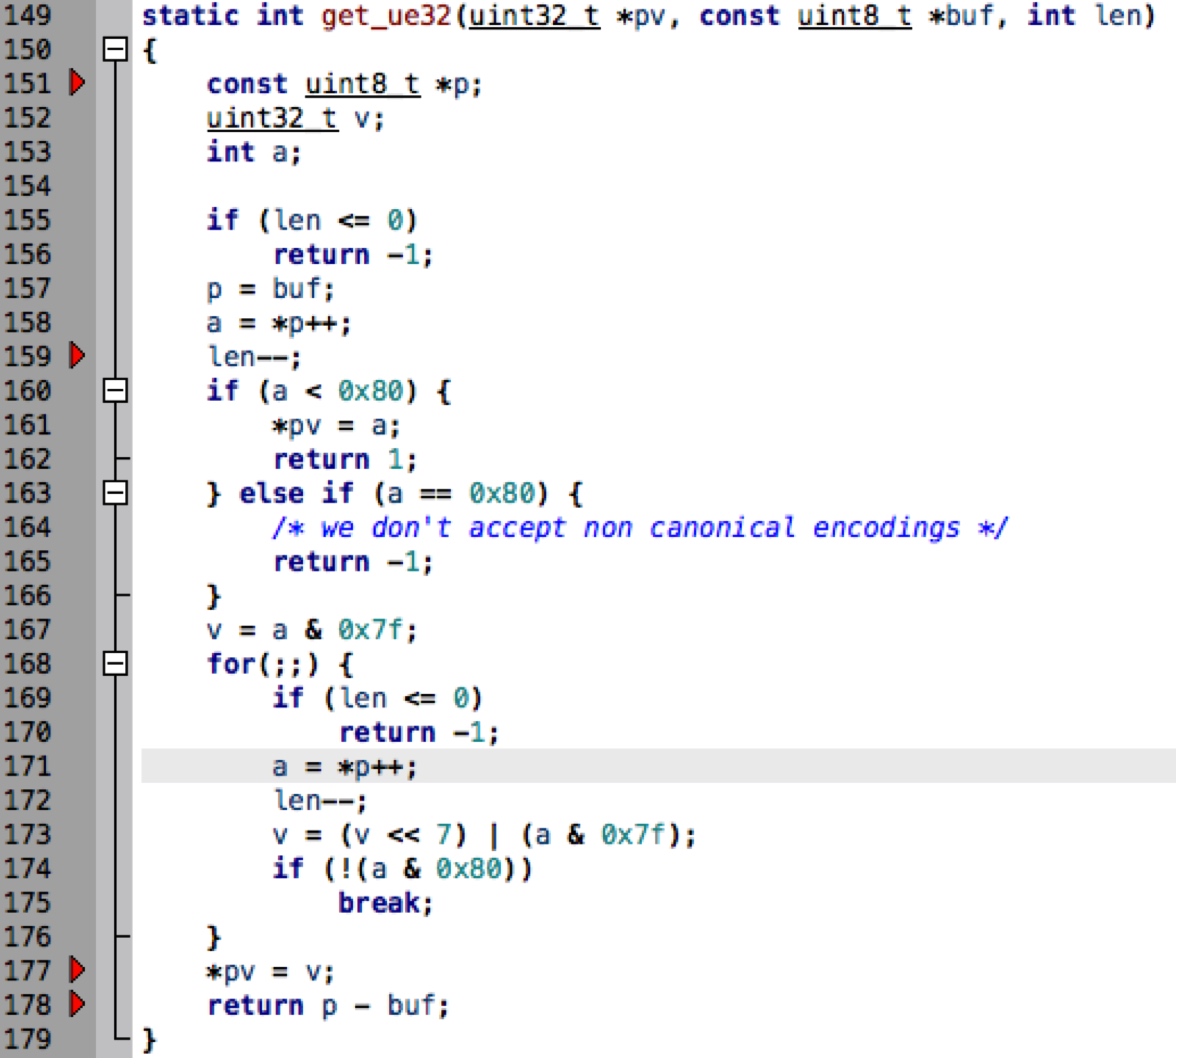 149 static int get_ue32(uint32_t *pv, const uint8_t *buf, int len)
150 {
151     const uint8_t *p;
152     uint32_t v;
153     int a;
154
155     if (len <= 0)
156         return -1;
157     p = buf;
158     a = *p++;
159     len--;
160     if (a < 0x80) {
161         *pv = a;
162         return 1;
163     } else if (a == 0x80) {
164         /* we don't accept non canonical encodings */
165         return -1;
166     }
167     v = a & 0x7f;
168     for(;;) {
169         if (len <= 0)
170             return -1;
171         a = *p++;
172         len--;
173         v = (v << 7) | (a & 0x7f);
174         if (!(a & 0x80))
175             break;
176     }
177     *pv = v;
178     return p - buf;
179 }